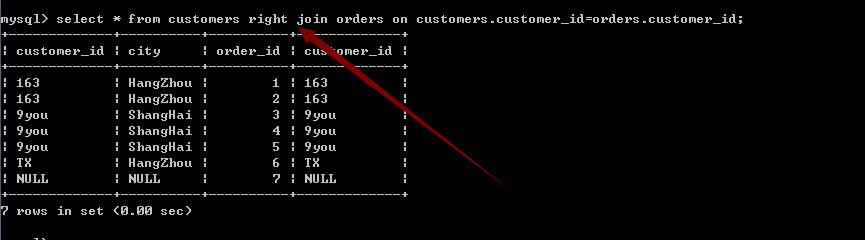 mysql> select * from customers right join orders on customers.customer_id=orders.customer_id;
+-------------+----------+----------+-------------+
| customer_id | city     | order_id | customer_id |
+-------------+----------+----------+-------------+
| 163         | HangZhou |        1 | 163         |
| 163         | HangZhou |        2 | 163         |
| 9you        | ShangHai |        3 | 9you        |
| 9you        | ShangHai |        4 | 9you        |
| 9you        | ShangHai |        5 | 9you        |
| TX          | HangZhou |        6 | TX          |
| NULL        | NULL     |        7 | NULL        |
+-------------+----------+----------+-------------+
7 rows in set (0.00 sec)